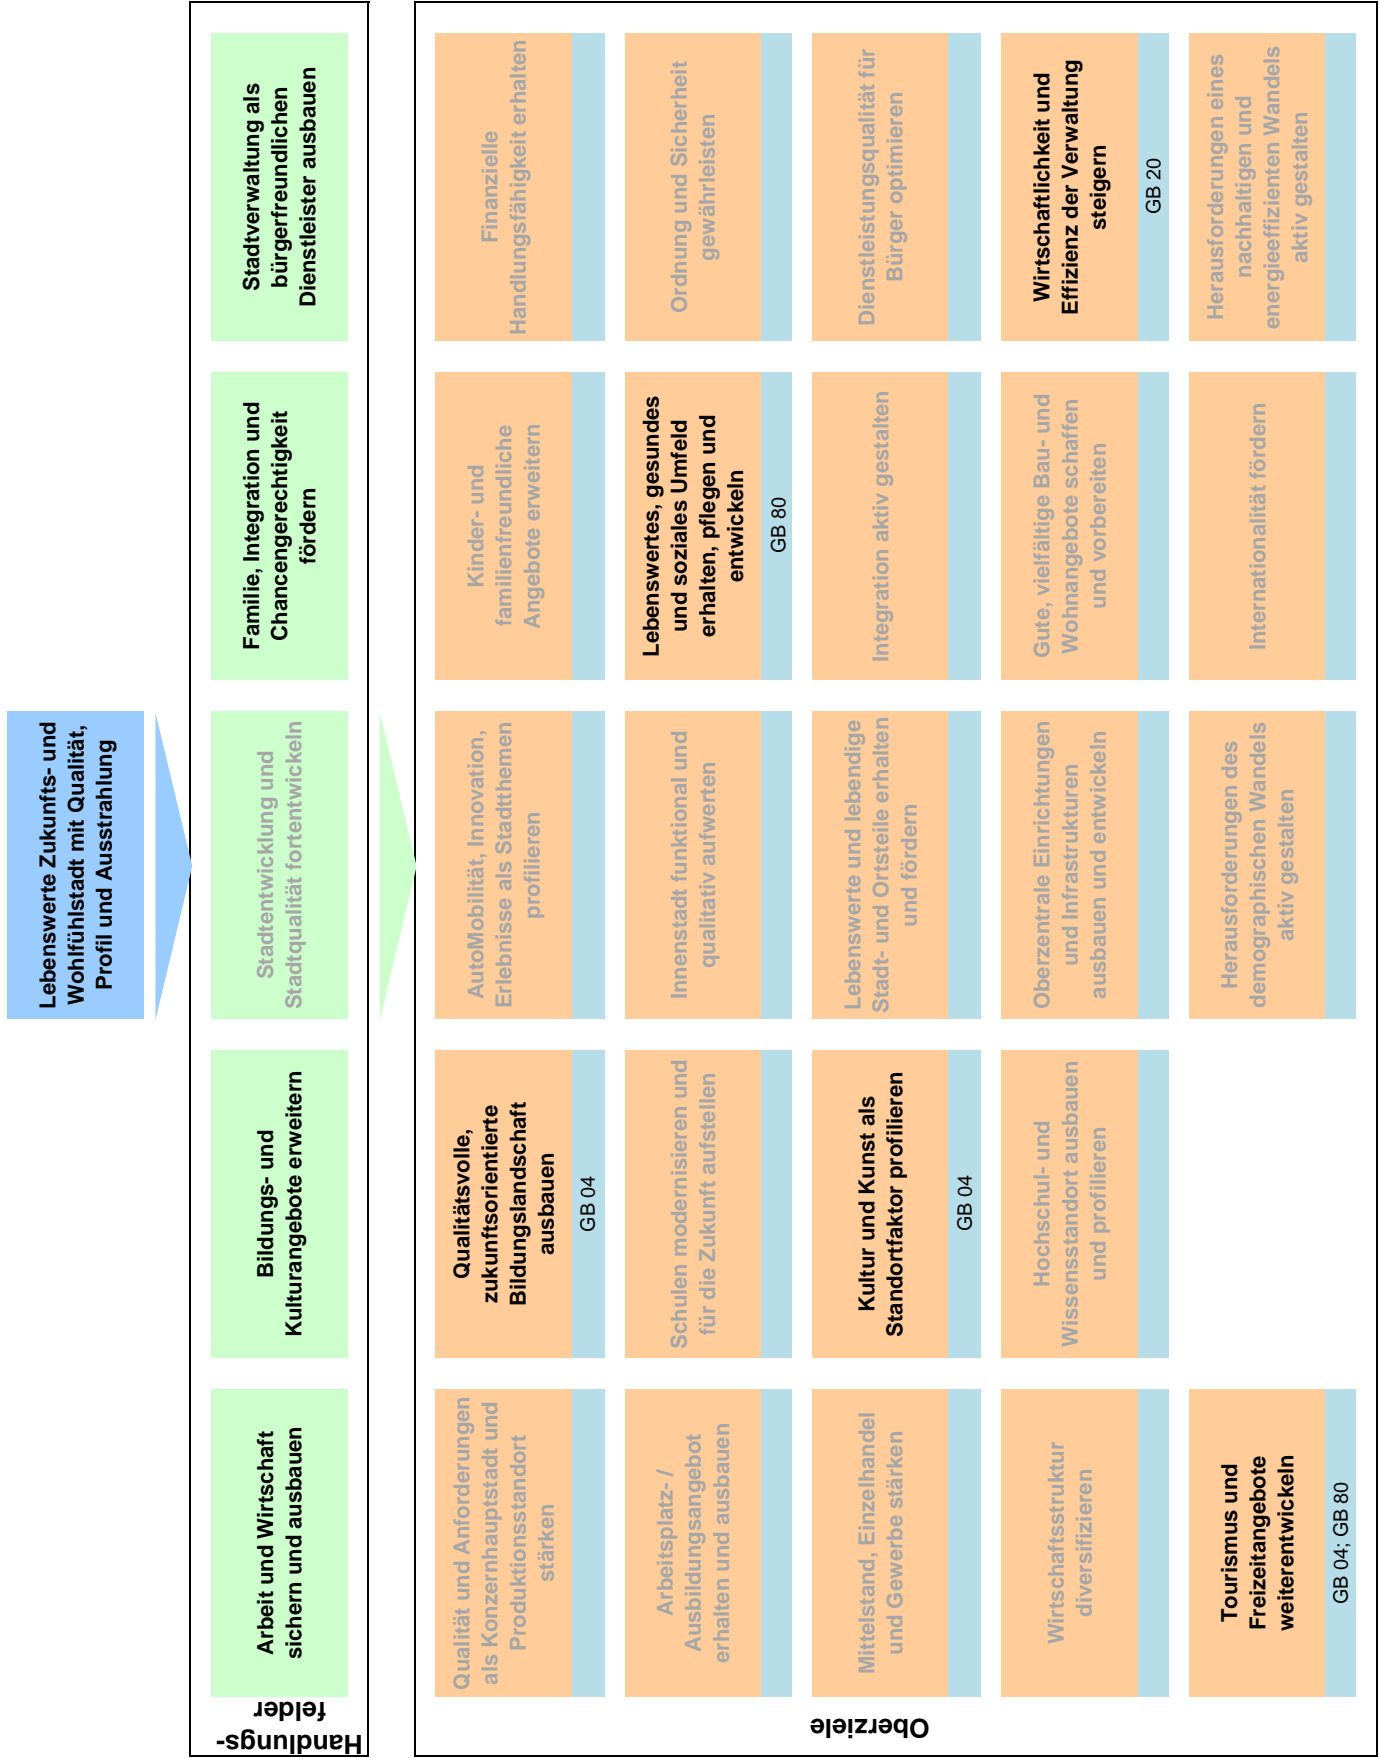 Lebenswerte Zukunfts- und
Wohlfühlstadt mit Qualität,
Profil und Ausstrahlung
Handlungs-
felder
Arbeit und Wirtschaft
sichern und ausbauen
Bildungs- und
Kulturangebote erweitern
Stadtentwicklung und
Stadtqualität fortentwickeln
Familie, Integration und
Chancengerechtigkeit
fördern
Stadtverwaltung als
bürgerfreundlichen
Dienstleister ausbauen
Oberziele
Qualität und Anforderungen
als Konzernhauptstadt und
Produktionsstandort
stärken
Qualitätsvolle,
zukunftsorientierte
Bildungslandschaft
ausbauen
GB 04
AutoMobilität, Innovation,
Erlebnisse als Stadtthemen
profilieren
Kinder- und
familienfreundliche
Angebote erweitern
Finanzielle
Handlungsfähigkeit erhalten
Arbeitsplatz- /
Ausbildungsangebot
erhalten und ausbauen
Schulen modernisieren und
für die Zukunft aufstellen
Innenstadt funktional und
qualitativ aufwerten
Lebenswertes, gesundes
und soziales Umfeld
erhalten, pflegen und
entwickeln
GB 80
Ordnung und Sicherheit
gewährleisten
Mittelstand, Einzelhandel
und Gewerbe stärken
Kultur und Kunst als
Standortfaktor profilieren
GB 04
Lebenswerte und lebendige
Stadt- und Ortsteile erhalten
und fördern
Integration aktiv gestalten
Dienstleistungsqualität für
Bürger optimieren
Wirtschaftsstruktur
diversifizieren
Hochschul- und
Wissensstandort ausbauen
und profilieren
Oberzentrale Einrichtungen
und Infrastrukturen
ausbauen und entwickeln
Gute, vielfältige Bau- und
Wohnangebote schaffen
und vorbereiten
Wirtschaftlichkeit und
Effizienz der Verwaltung
steigern
GB 20
Tourismus und
Freizeitangebote
weiterentwickeln
GB 04; GB 80
Herausforderungen des
demographischen Wandels
aktiv gestalten
Internationalität fördern
Herausforderungen eines
nachhaltigen und
energieeffizienten Wandels
aktiv gestalten